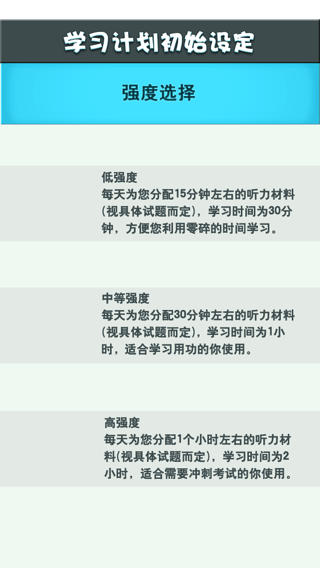 学习计划初始设定
强度选择
低强度
每天为您分配15分钟左右的听力材料
(视具体试题而定)，学习时间为30分
钟，方便您利用零碎的时间学习。
中等强度
每天为您分配30分钟左右的听力材料
(视具体试题而定)，学习时间为1小
时，适合学习用功的你使用。
高强度
每天为您分配1个小时左右的听力材
料(视具体试题而定)，学习时间为2
小时，适合需要冲刺考试的你使用。